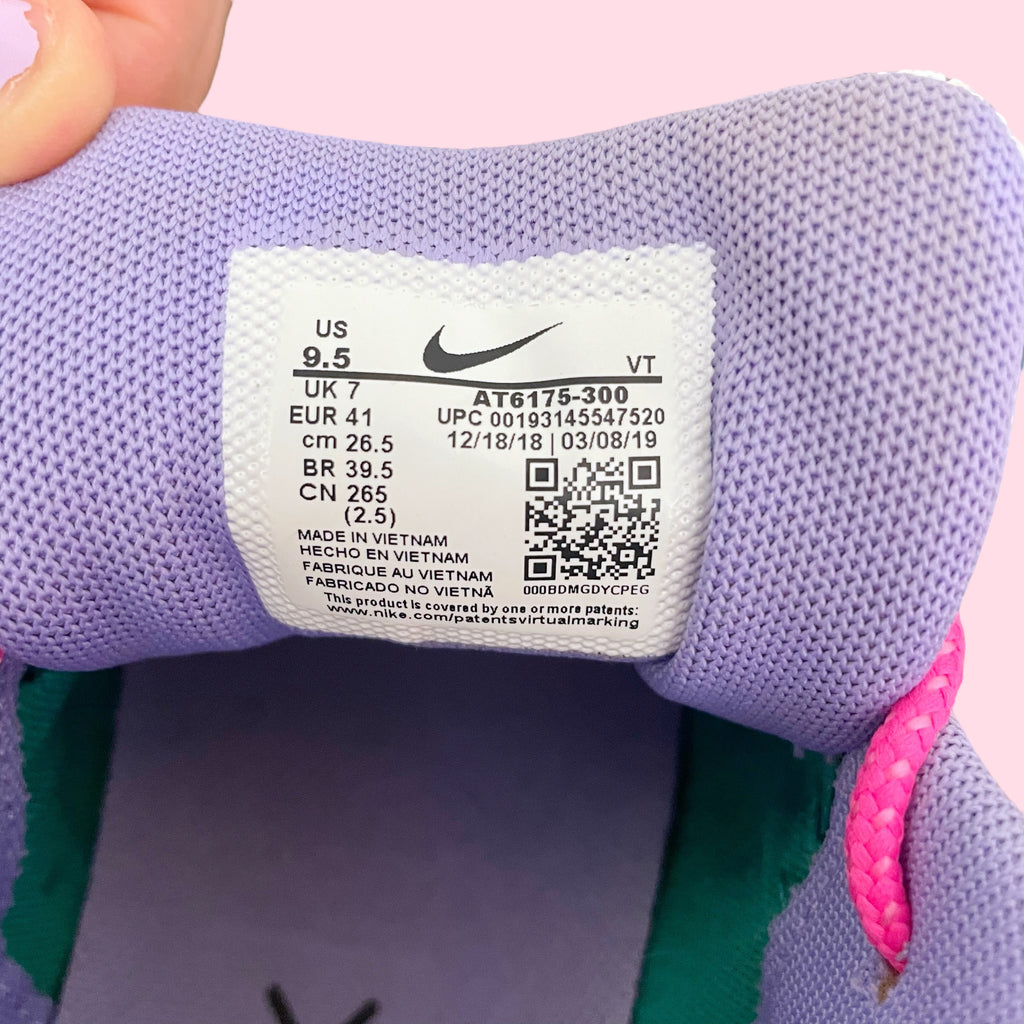 US
9.5
VT
UK 7
AT6175-300
EUR 41
UPC 00193145547520
cm 26.5
12/18/18 | 03/08/19
BR 39.5
CN 265
(2.5)
MADE IN VIETNAM
HECHO EN VIETNAM
FABRIQUE AU VIETNAM
FABRICADO NO VIETNÃ
000BDMGDYCPEG
This product is covered by one or more patents:
www.nike.com/patentsvirtualmarking